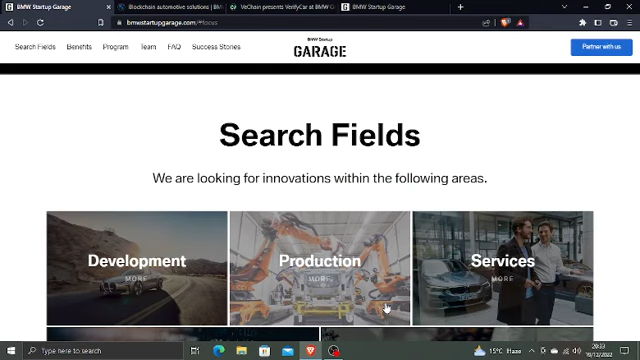 BMW Startup Garage
Blockchain automotive solutions | BM
VeChain presents VerifyCar at BMW
BMW Startup Garage
bmwstartupgarage.com/#focus
Search Fields
Benefits
Program
Team
FAQ
Success Stories
BMW Startup
GARAGE
Partner with us
Search Fields
We are looking for innovations within the following areas.
Development
MORE
Production
MORE
Services
MORE
Type here to search
15°C Haze
20:33
19/12/2022